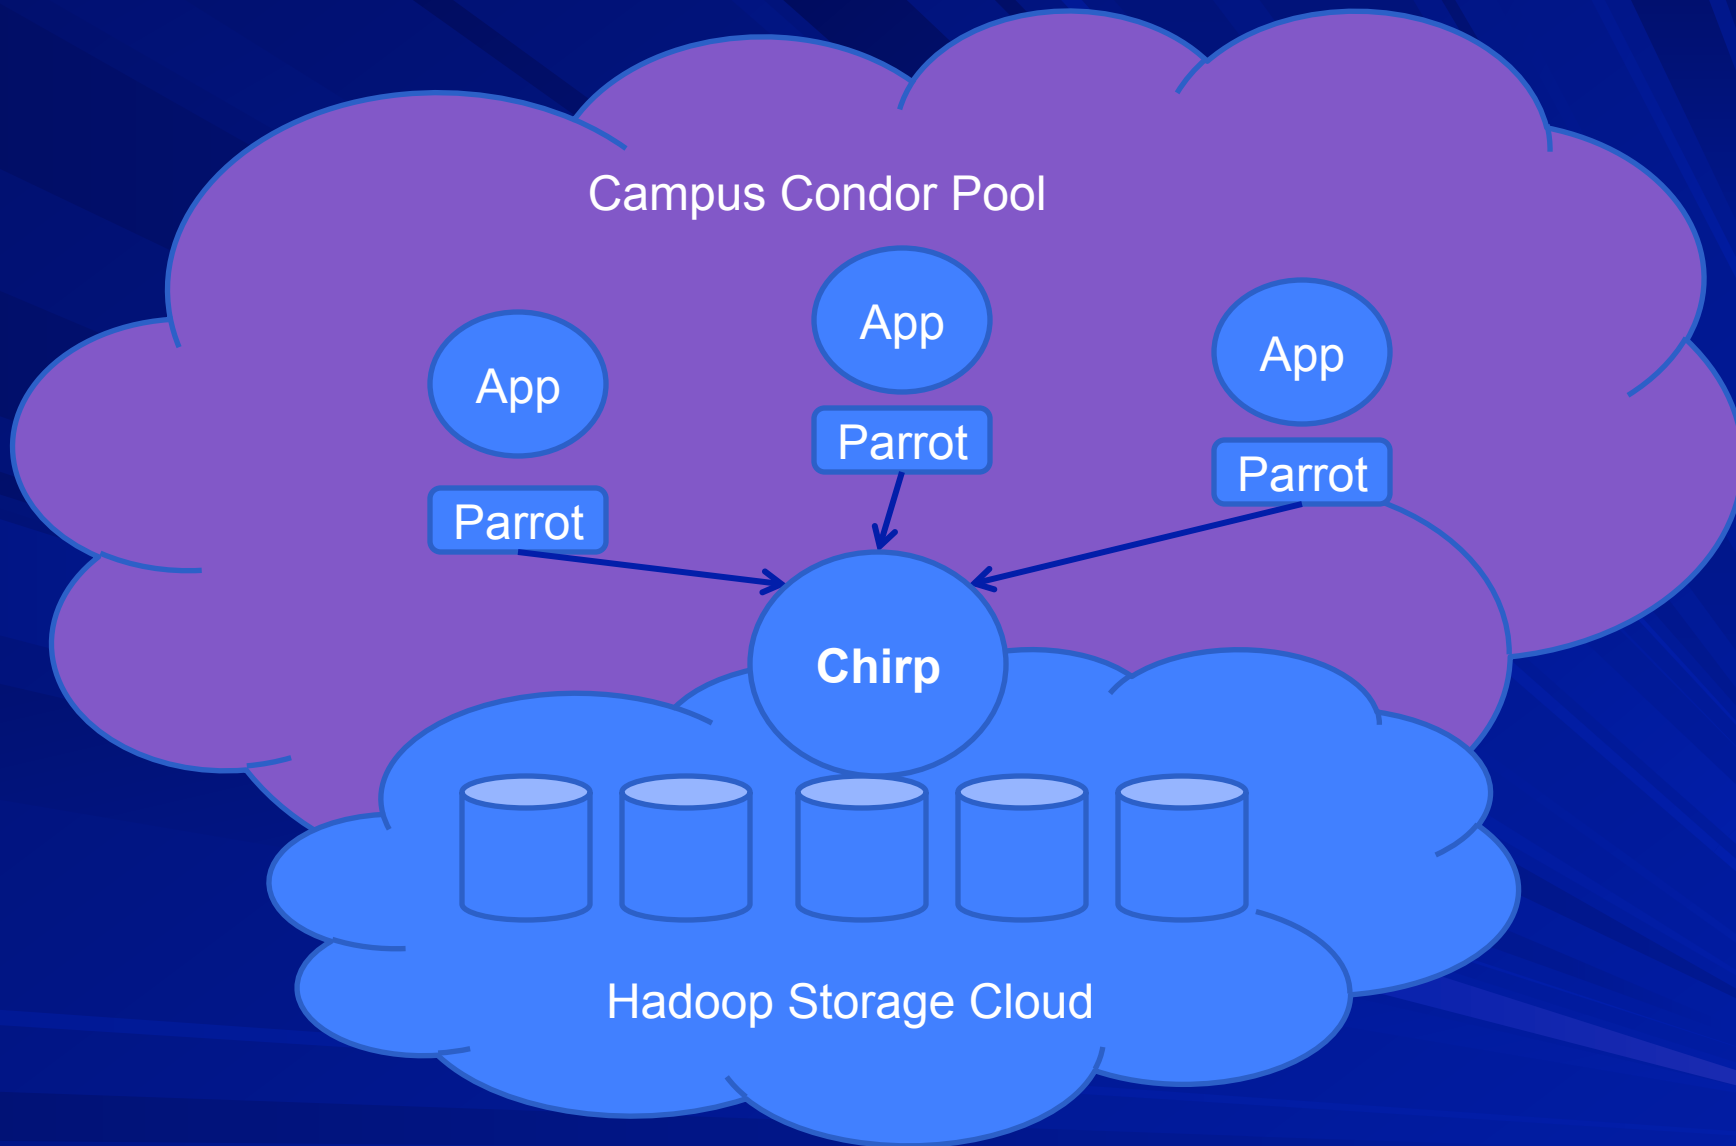 Campus Condor Pool
App
App
App
Parrot
Parrot
Parrot
Chirp
Hadoop Storage Cloud